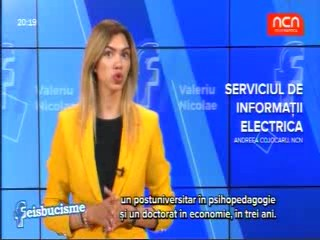 20:19
ncn
Valeriu
Nicolae
Valeriu
Nicolae
SERVICIUL DE
INFORMAȚII
ELECTRICA
ANDREEA COJOCARU, NCN
feisbucisme
un postuniversitar în psihopedagogie
și un doctorat în economie, în trei ani.